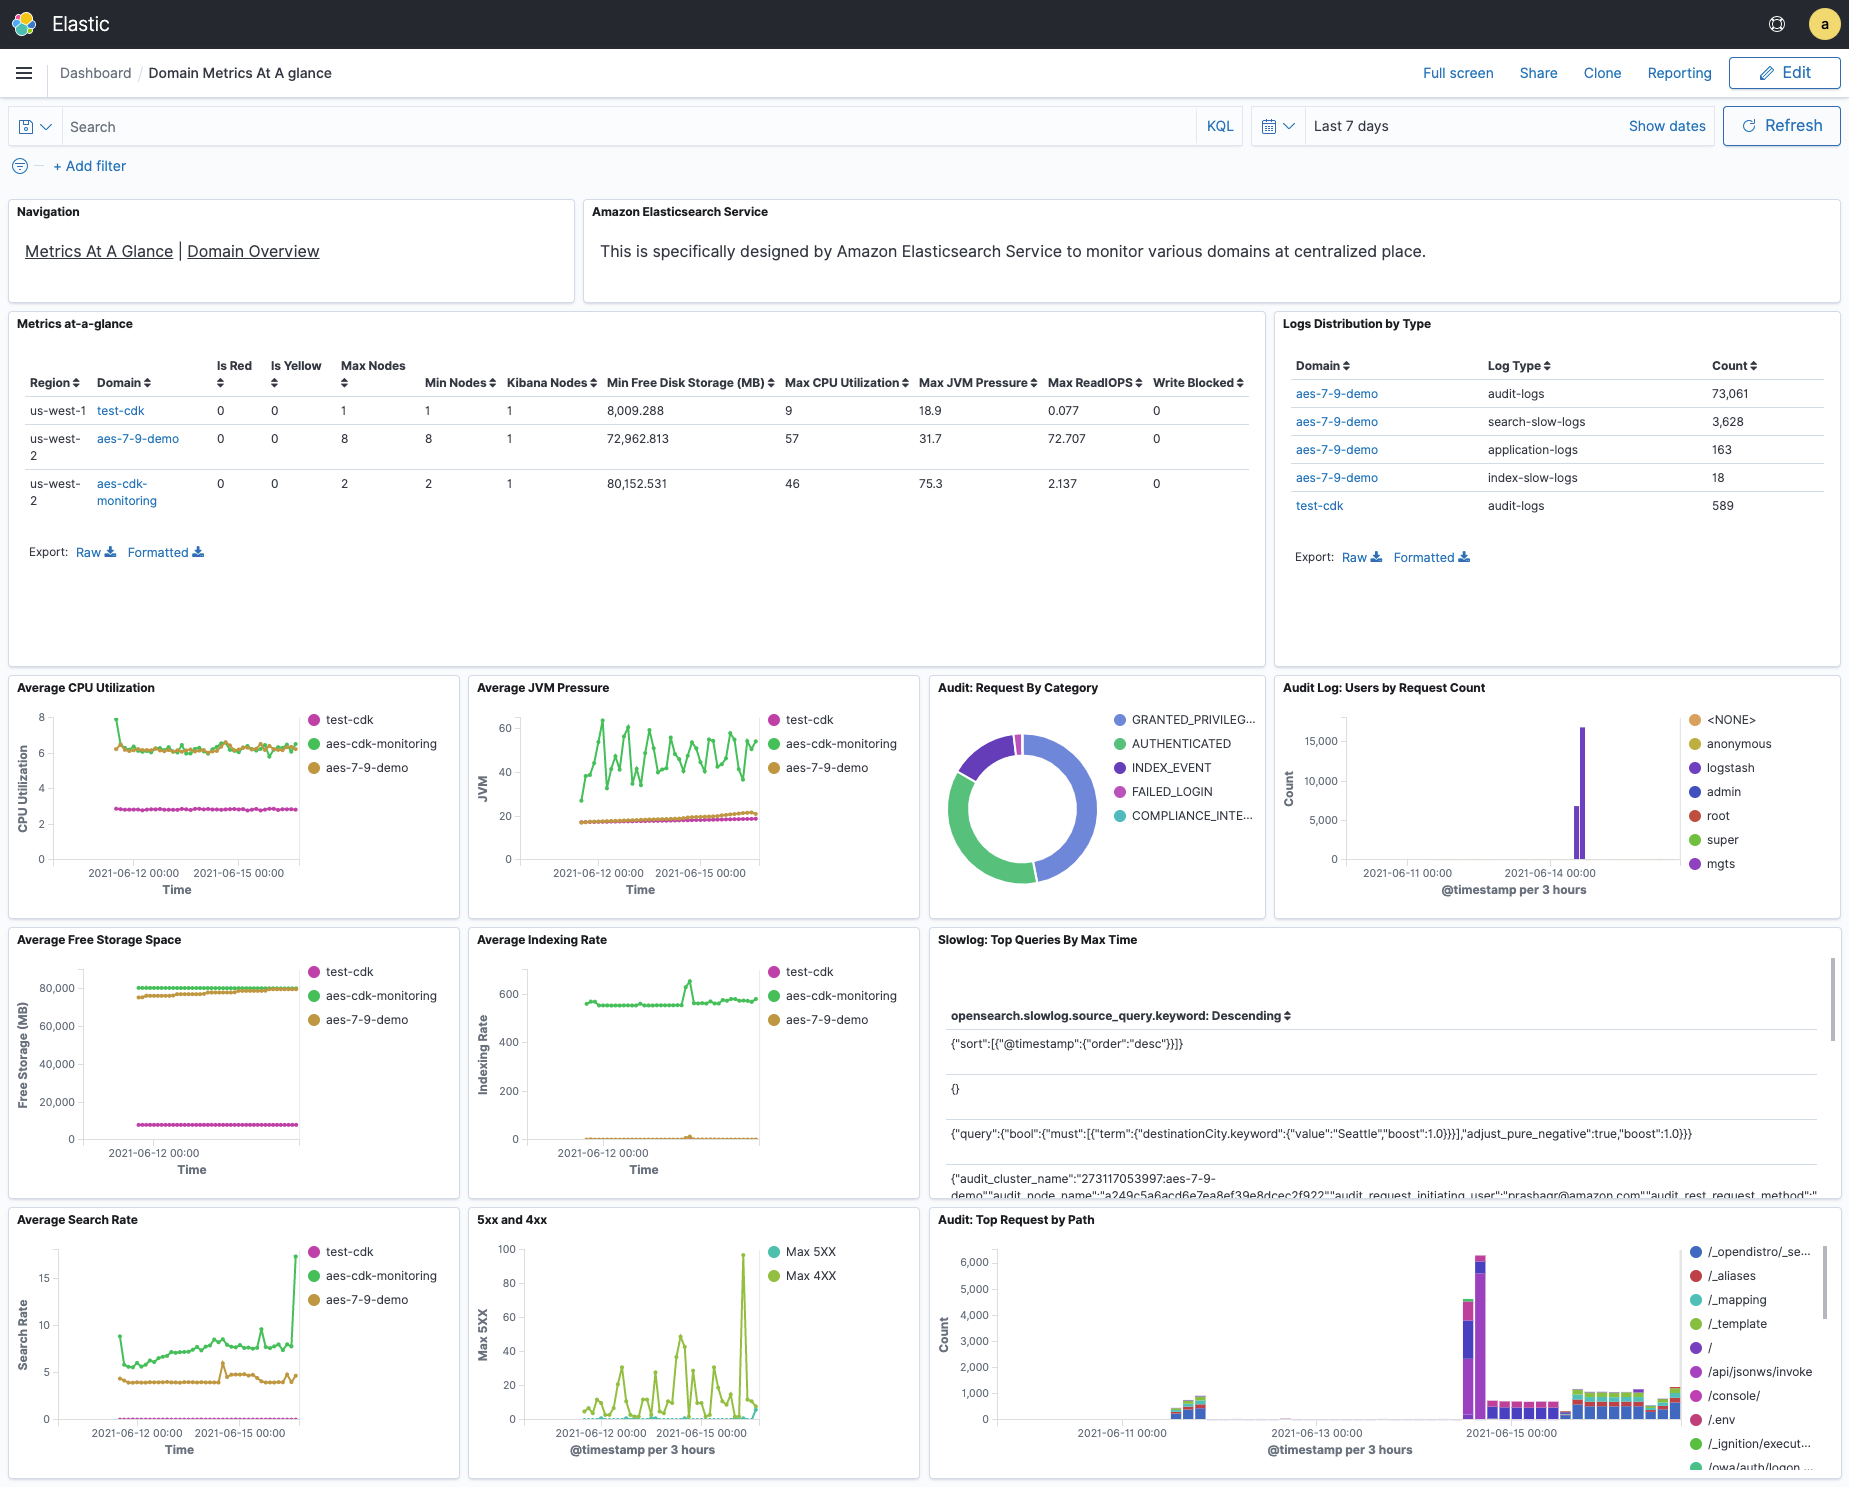 Elastic
a
Dashboard / Domain Metrics At A glance
Full screen
Share
Clone
Reporting
Edit
Search
KQL
Last 7 days
Show dates
Refresh
+ Add filter
Navigation
Metrics At A Glance | Domain Overview
Amazon Elasticsearch Service
This is specifically designed by Amazon Elasticsearch Service to monitor various domains at centralized place.
Metrics at-a-glance
Region Domain Is Red Is Yellow Max Nodes Min Nodes Kibana Nodes Min Free Disk Storage (MB) Max CPU Utilization Max JVM Pressure Max ReadIOPS Write Blocked
us-west-1 test-cdk 0 0 1 1 1 8,009.288 9 18.9 0.077 0
us-west-2 aes-7-9-demo 0 0 8 8 1 72,962.813 57 31.7 72.707 0
us-west-2 aes-cdk-monitoring 0 0 2 2 1 80,152.531 46 75.3 2.137 0
Export: Raw Formatted
Logs Distribution by Type
Domain Log Type Count
aes-7-9-demo audit-logs 73,061
aes-7-9-demo search-slow-logs 3,628
aes-7-9-demo application-logs 163
aes-7-9-demo index-slow-logs 18
test-cdk audit-logs 589
Export: Raw Formatted
Average CPU Utilization
CPU Utilization
8
6
4
2
0
2021-06-12 00:00 2021-06-15 00:00
Time
test-cdk
aes-cdk-monitoring
aes-7-9-demo
Average JVM Pressure
JVM
60
40
20
0
2021-06-12 00:00 2021-06-15 00:00
Time
test-cdk
aes-cdk-monitoring
aes-7-9-demo
Audit: Request By Category
GRANTED_PRIVILEG...
AUTHENTICATED
INDEX_EVENT
FAILED_LOGIN
COMPLIANCE_INTE...
Audit Log: Users by Request Count
Count
15,000
10,000
5,000
0
2021-06-11 00:00 2021-06-14 00:00
@timestamp per 3 hours
<NONE>
anonymous
logstash
admin
root
super
mgts
Average Free Storage Space
Free Storage (MB)
80,000
60,000
40,000
20,000
0
2021-06-12 00:00
Time
test-cdk
aes-cdk-monitoring
aes-7-9-demo
Average Indexing Rate
Indexing Rate
600
400
200
0
2021-06-12 00:00
Time
test-cdk
aes-cdk-monitoring
aes-7-9-demo
Slowlog: Top Queries By Max Time
opensearch.slowlog.source_query.keyword: Descending
{"sort":[{"@timestamp":{"order":"desc"}}]}
{}
{"query":{"bool":{"must":[{"term":{"destinationCity.keyword":{"value":"Seattle","boost":1.0}}}],"adjust_pure_negative":true,"boost":1.0}}}
{"audit_cluster_name":"273117053997:aes-7-9-
demo""audit_node_name":"a249c5a6acd6e7ea8ef39e8dcec2f922""audit_request_initiating_user":"prashagr@amazon.com""audit_rest_request_method":"
Average Search Rate
Search Rate
15
10
5
0
2021-06-12 00:00 2021-06-15 00:00
Time
test-cdk
aes-cdk-monitoring
aes-7-9-demo
5xx and 4xx
Max 5XX
100
80
60
40
20
0
2021-06-12 00:00 2021-06-15 00:00
@timestamp per 3 hours
Max 5XX
Max 4XX
Audit: Top Request by Path
Count
6,000
5,000
4,000
3,000
2,000
1,000
0
2021-06-11 00:00 2021-06-13 00:00 2021-06-15 00:00
@timestamp per 3 hours
/_opendistro/_se...
/_aliases
/_mapping
/_template
/
/api/jsonws/invoke
/console/
/.env
/_ignition/execut...
/owa/auth/logon....